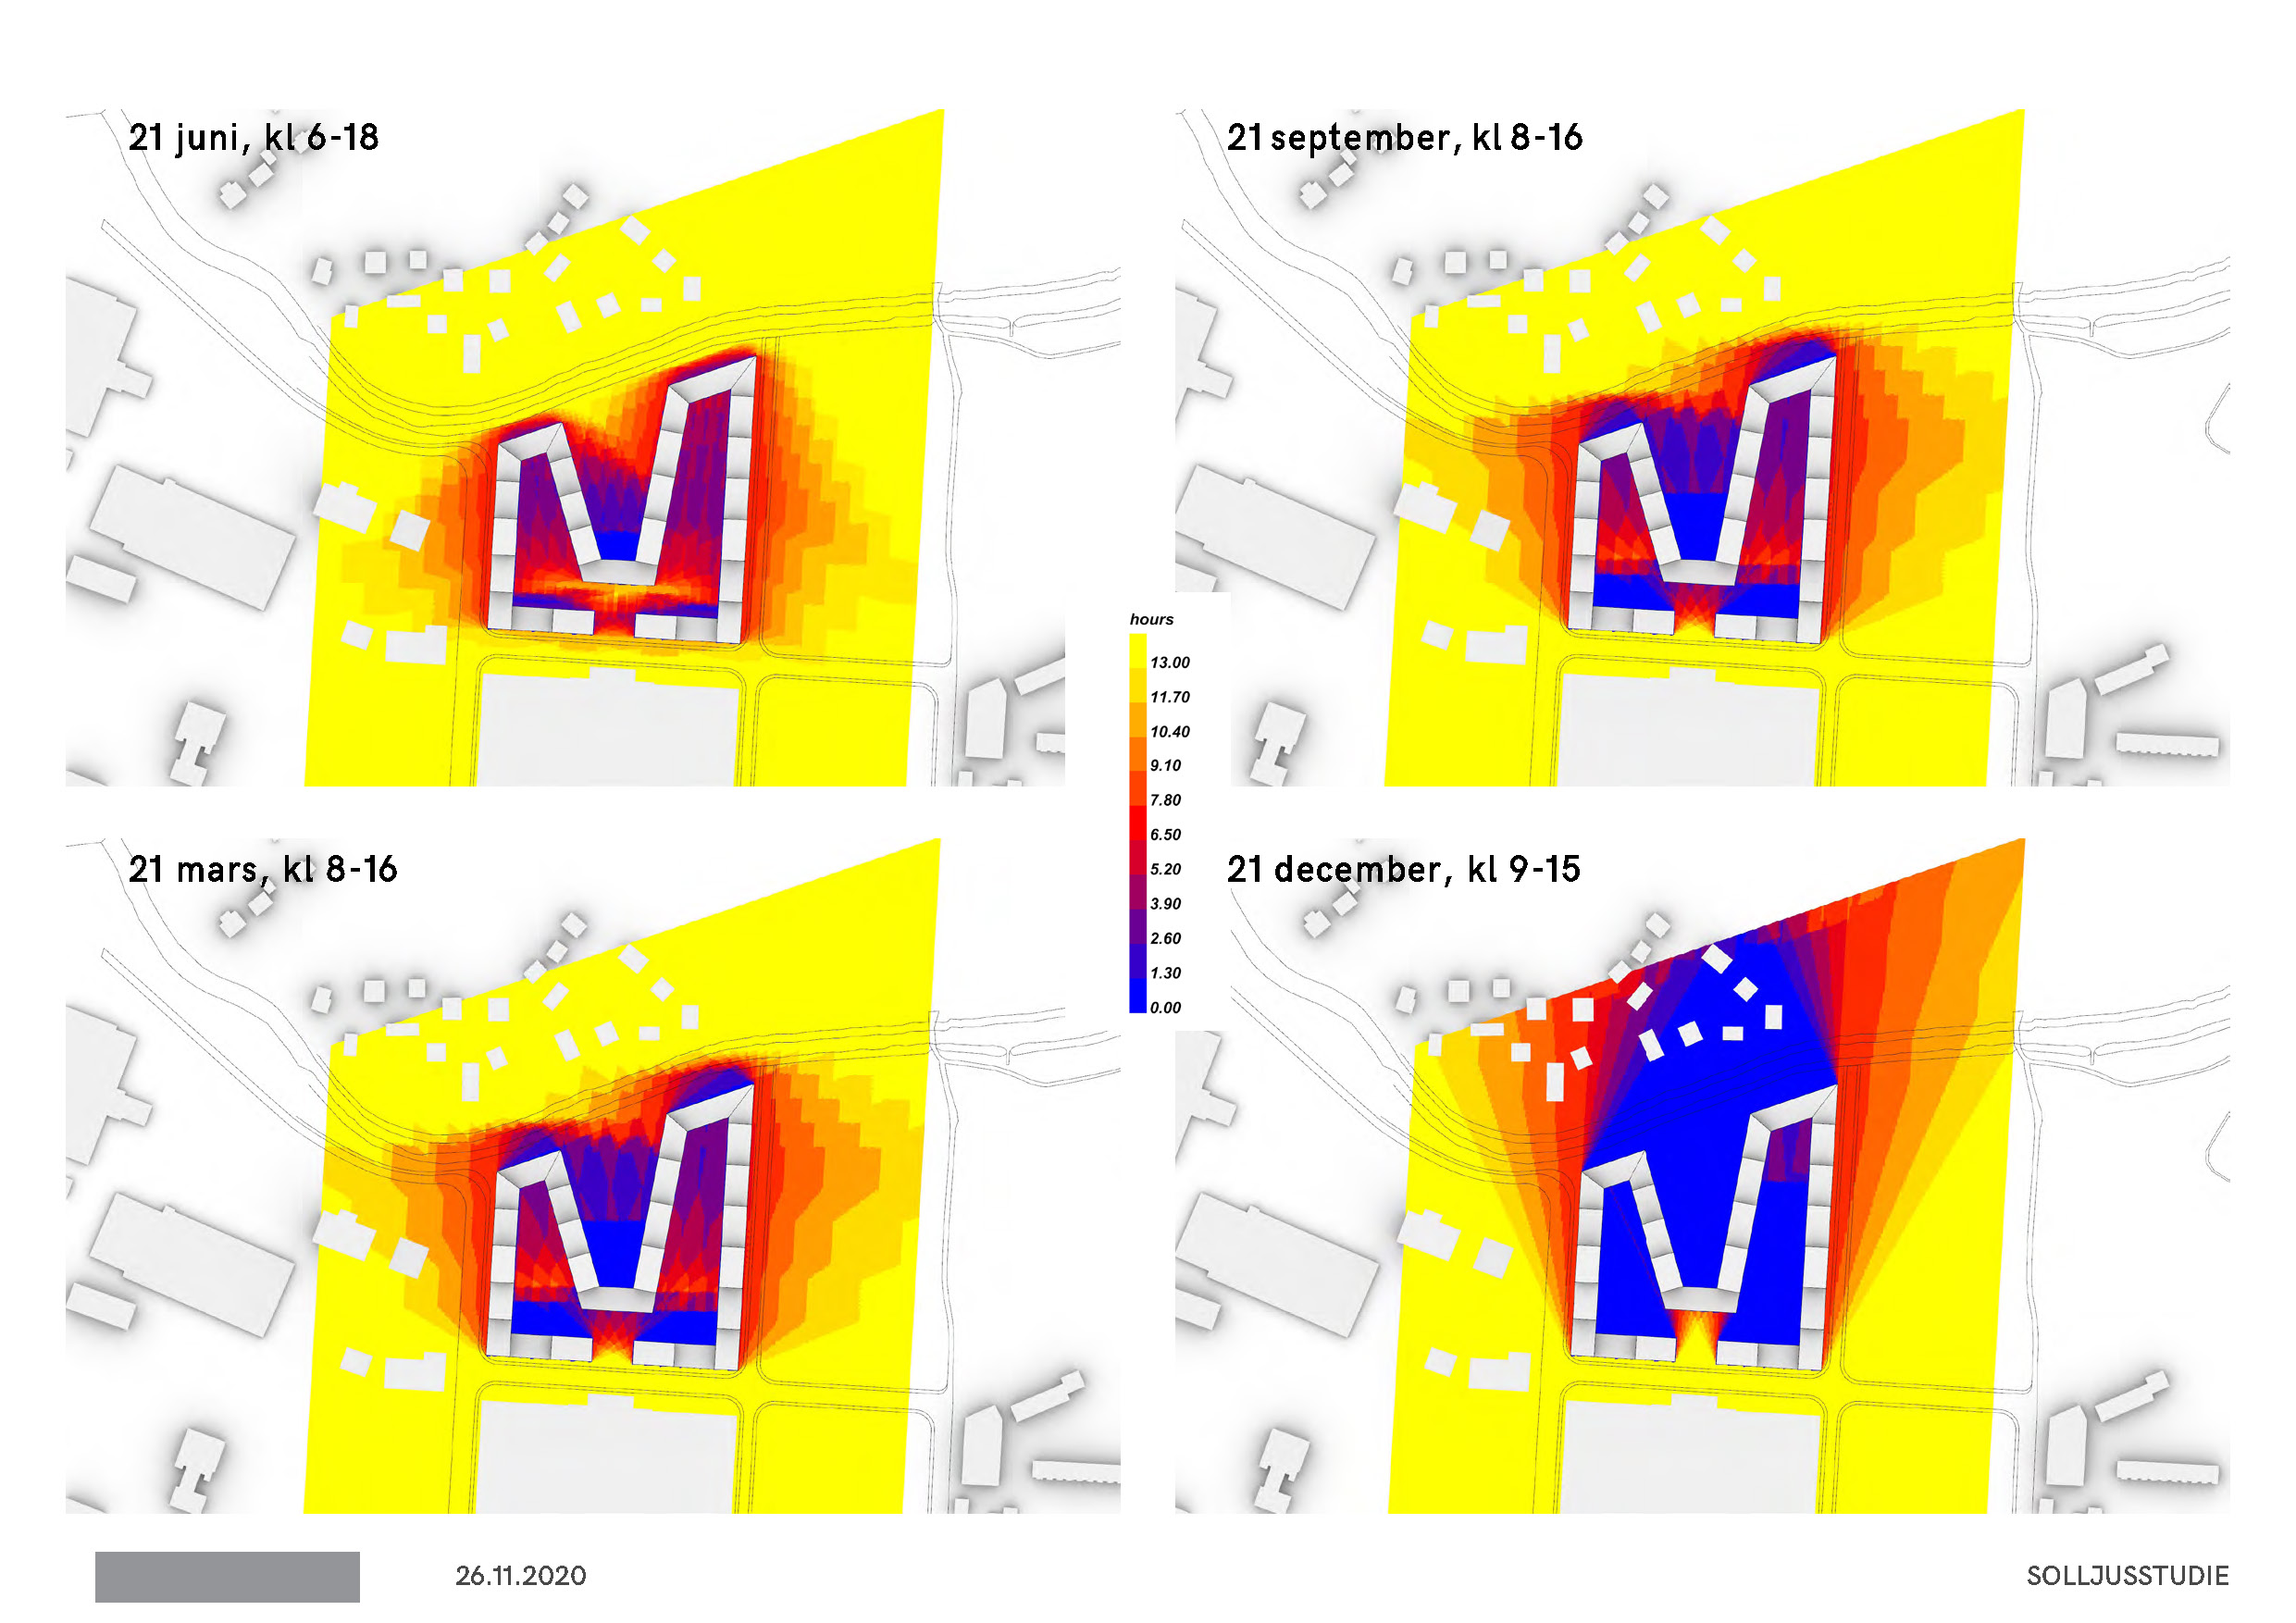 21 juni, kl 6-18
21 september, kl 8-16
hours
13.00
11.70
10.40
9.10
7.80
6.50
5.20
3.90
2.60
1.30
0.00
21 mars, kl 8-16
21 december, kl 9-15
26.11.2020
SOLLJUSSTUDIE